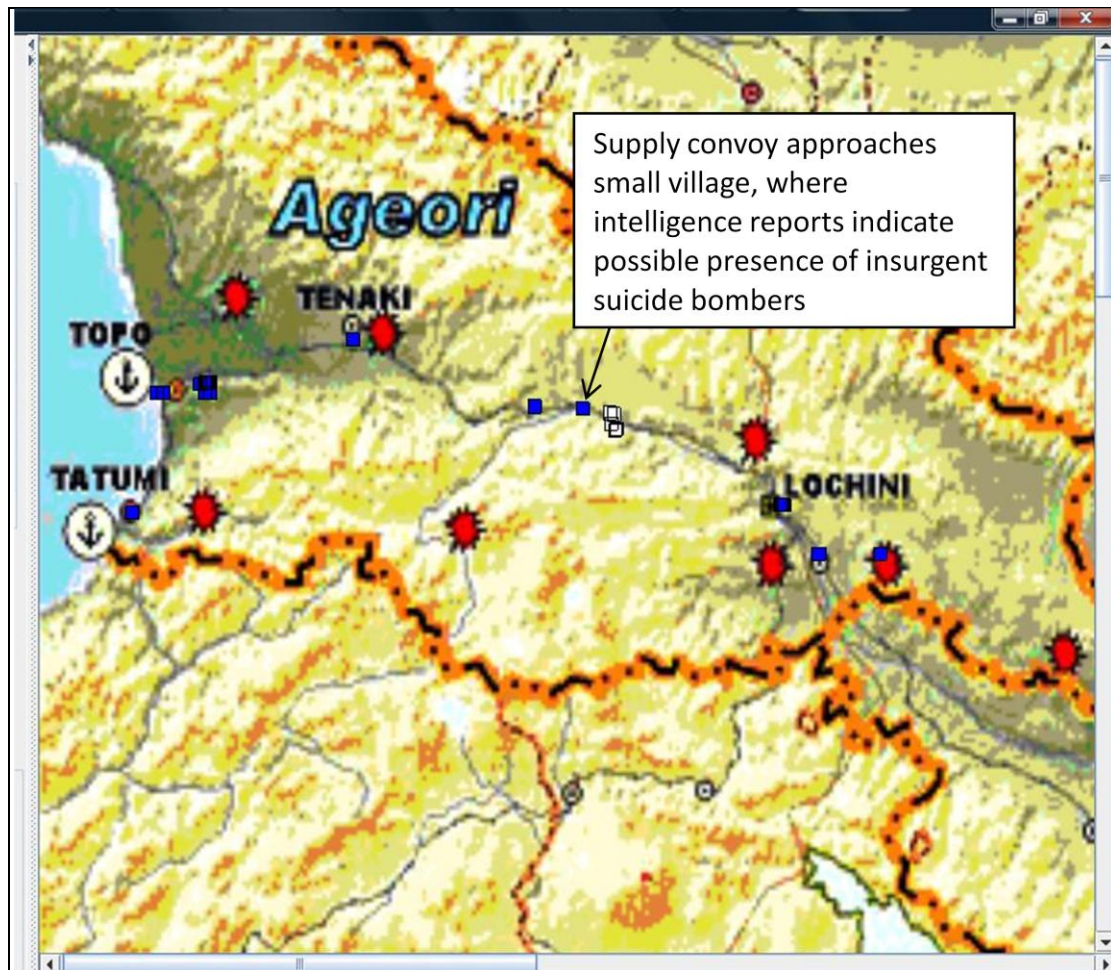 Supply convoy approaches
small village, where
intelligence reports indicate
possible presence of insurgent
suicide bombers
Ageori
TENAKI
TOPO
TATUMI
LOCHINI